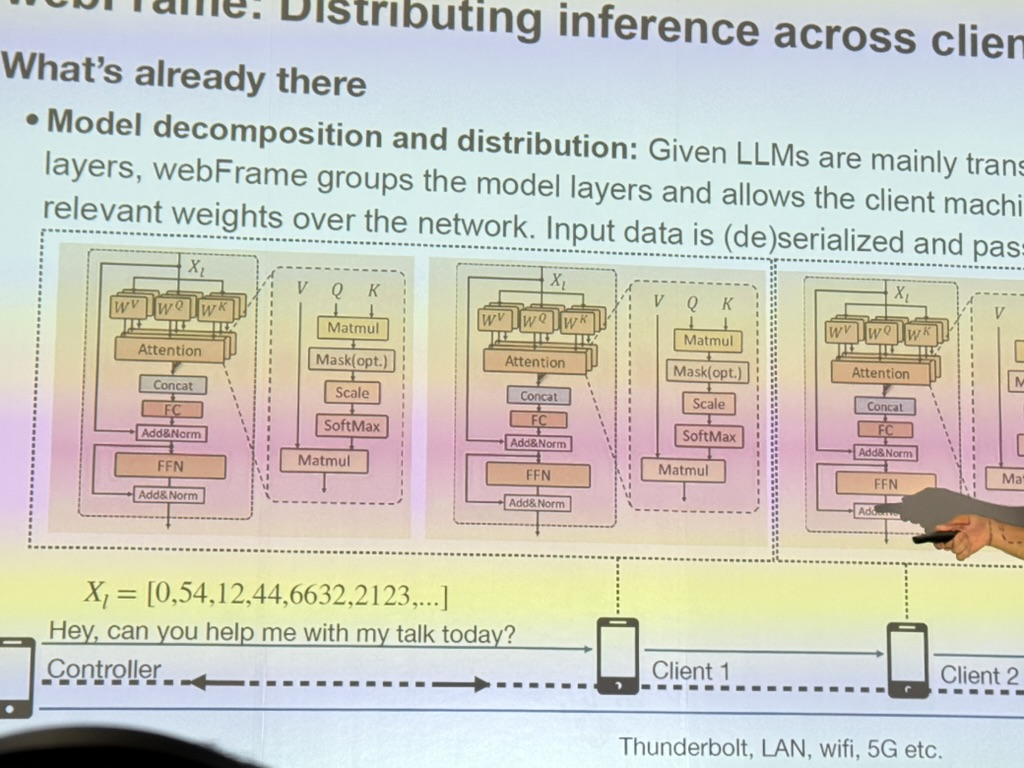 webFrame: Distributing inference across
What's already there
• Model decomposition and distribution: Given LLMs are mainly
layers, webFrame groups the model layers and allows the client
relevant weights over the network. Input data is (de)serialized and
X_l
W^V W^Q W^K
Attention
Concat
FC
Add&Norm
FFN
Add&Norm
V Q K
Matmul
Mask(opt.)
Scale
SoftMax
Matmul
X_l
W^V W^Q W^K
Attention
Concat
FC
Add&Norm
FFN
Add&Norm
V Q K
Matmul
Mask(opt.)
Scale
SoftMax
Matmul
X_l
W^V W^Q W^K
Attention
Concat
FC
Add&Norm
FFN
V
X_l = [0,54,12,44,6632,2123,...]
Hey, can you help me with my talk today?
Controller
Client 1
Client 2
Thunderbolt, LAN, wifi, 5G etc.